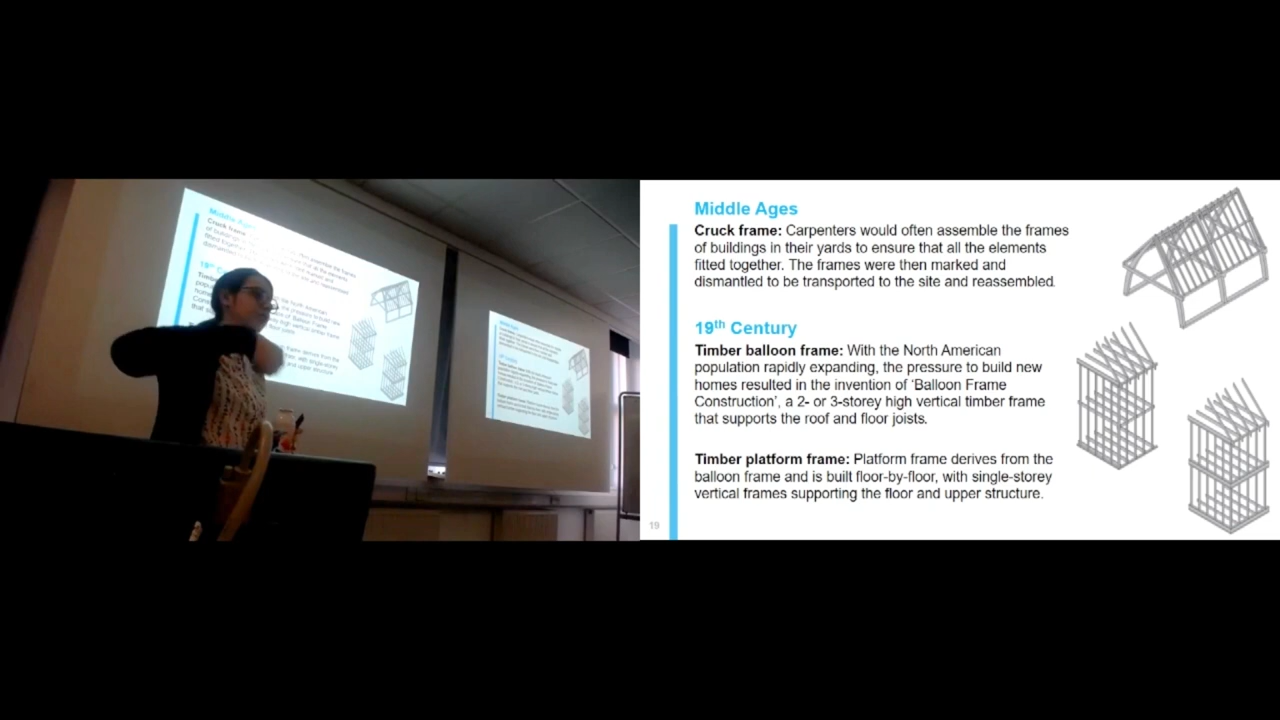 Middle Ages
Cruck frame: Carpenters would often assemble the frames
of buildings in their yards to ensure that all the elements
fitted together. The frames were then marked and
dismantled to be transported to the site and reassembled.
19th Century
Timber balloon frame: With the North American
population rapidly expanding, the pressure to build new
homes resulted in the invention of 'Balloon Frame
Construction', a 2- or 3-storey high vertical timber frame
that supports the roof and floor joists.
Timber platform frame: Platform frame derives from the
balloon frame and is built floor-by-floor, with single-storey
vertical frames supporting the floor and upper structure.
19